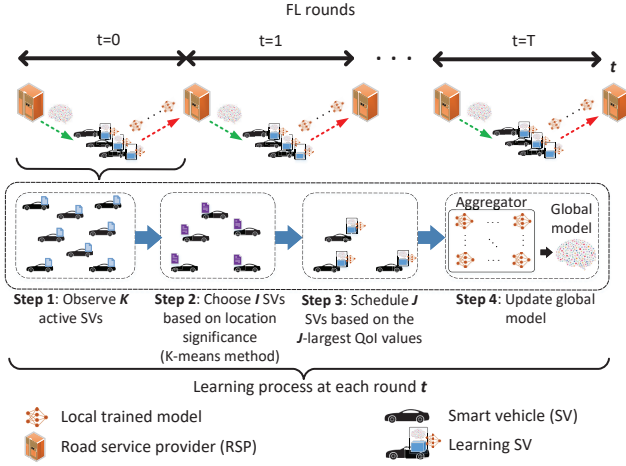 FL rounds
t=0
t=1
. . .
t=T
t
Aggregator
Global
model
Step 1: Observe K
active SVs
Step 2: Choose I SVs
based on location
significance
(K-means method)
Step 3: Schedule J
SVs based on the
J-largest QoI values
Step 4: Update global
model
Learning process at each round t
Local trained model
Smart vehicle (SV)
Road service provider (RSP)
Learning SV